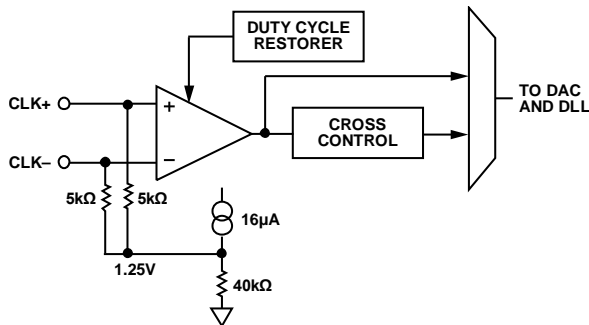 DUTY CYCLE
RESTORER
CLK+
+
TO DAC
AND DLL
CROSS
CONTROL
CLK–
–
5kΩ
5kΩ
16µA
1.25V
40kΩ